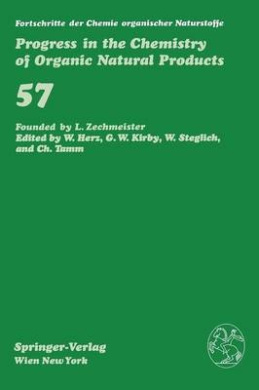 Fortschritte der Chemie organischer Naturstoffe
Progress in the Chemistry
of Organic Natural Products
57
Founded by L. Zechmeister
Edited by W. Herz, G. W. Kirby, W. Steglich,
and Ch. Tamm
Springer-Verlag
Wien New York